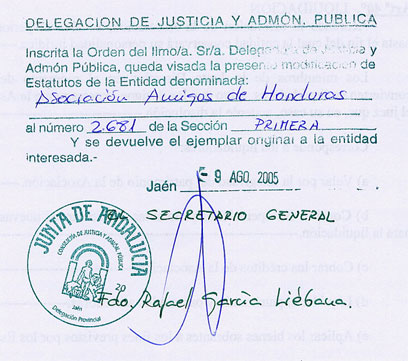 DELEGACION DE JUSTICIA Y ADMÓN. PUBLICA
Inscrita la Orden del Ilmo/a. Sr/a. Delegado de Justicia y
Admón Pública, queda visada la presente modificación de
Estatutos de la Entidad denominada:
Asociación Amigos de Honduras
al número 2.681 de la Sección PRIMERA
Y se devuelve el ejemplar original a la entidad
interesada.-
Jaén - 9 AGO. 2005
EL SECRETARIO GENERAL
JUNTA DE ANDALUCIA
CONSEJERÍA DE JUSTICIA Y ADMÓN. PÚBLICA
20
Jaén
Delegación Provincial
Fdo. Rafael García Liébana.